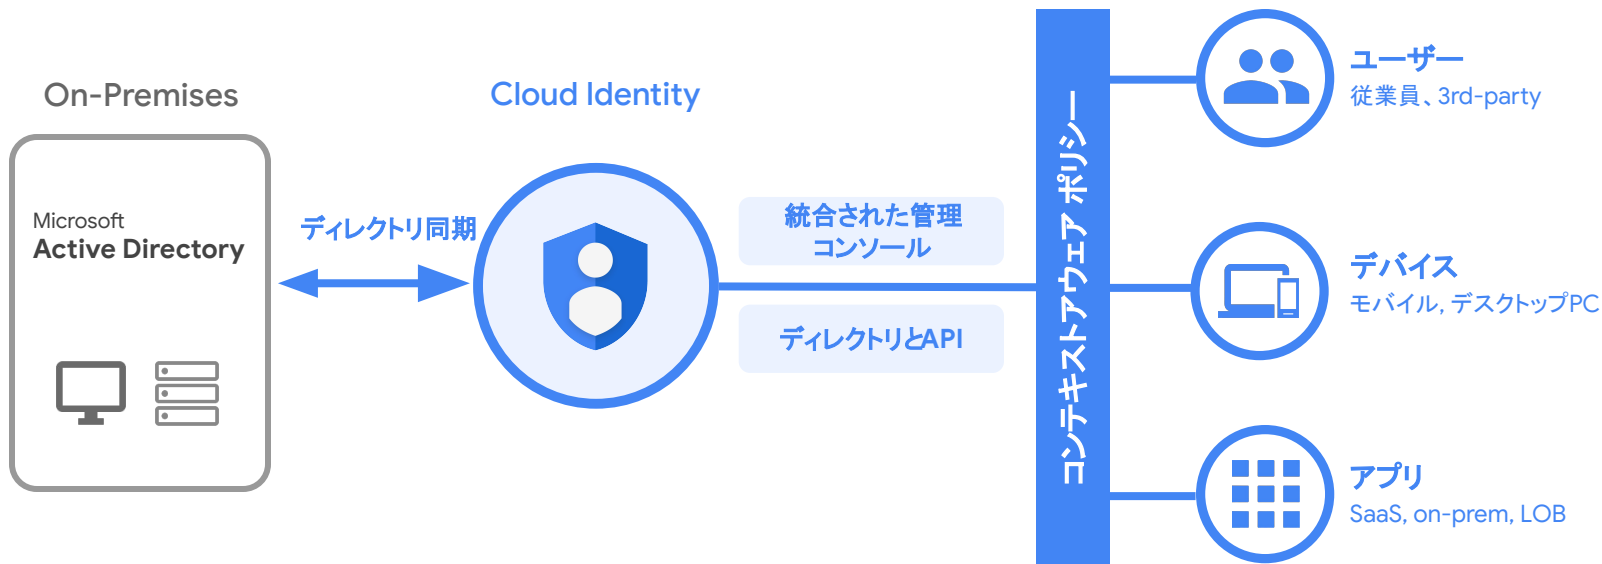 On-Premises
Microsoft
Active Directory
ディレクトリ同期
Cloud Identity
統合された管理
コンソール
ディレクトリとAPI
コンテキストアウェア ポリシー
ユーザー
従業員、3rd-party
デバイス
モバイル, デスクトップPC
アプリ
SaaS, on-prem, LOB